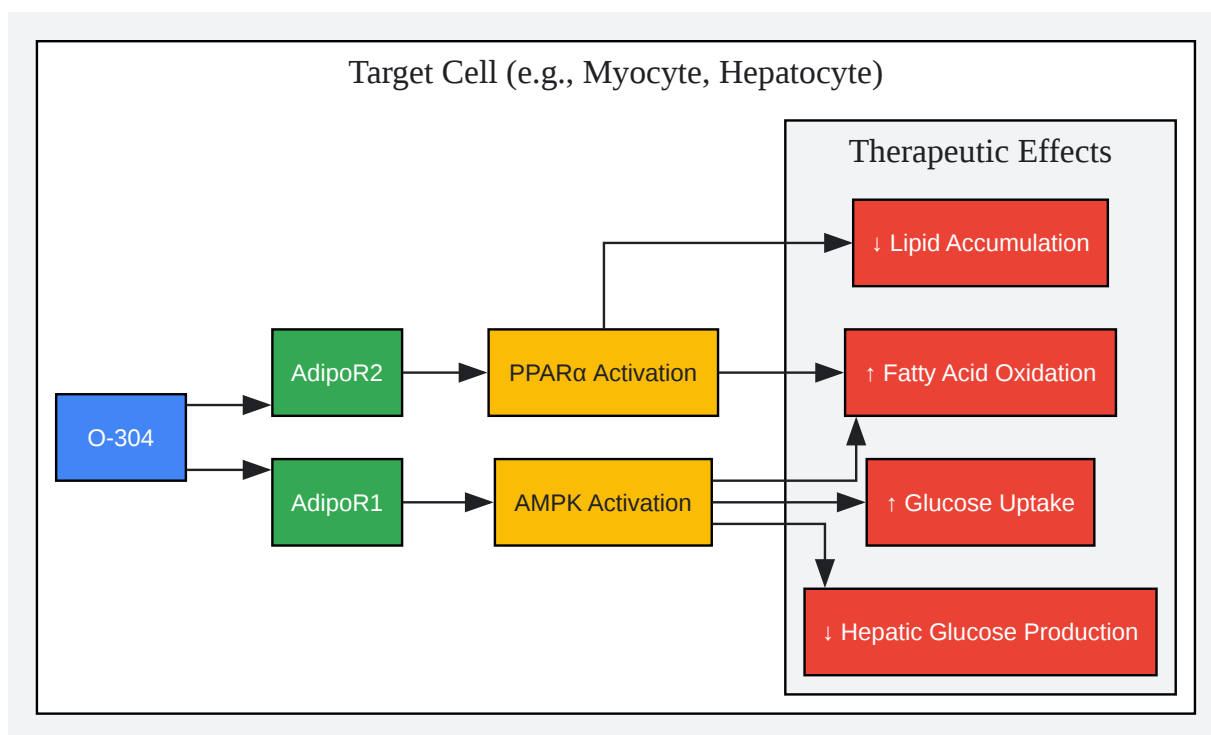 Target Cell (e.g., Myocyte, Hepatocyte)
Therapeutic Effects
↓ Lipid Accumulation
AdipoR2
PPARα Activation
↑ Fatty Acid Oxidation
O-304
AdipoR1
AMPK Activation
↑ Glucose Uptake
↓ Hepatic Glucose Production